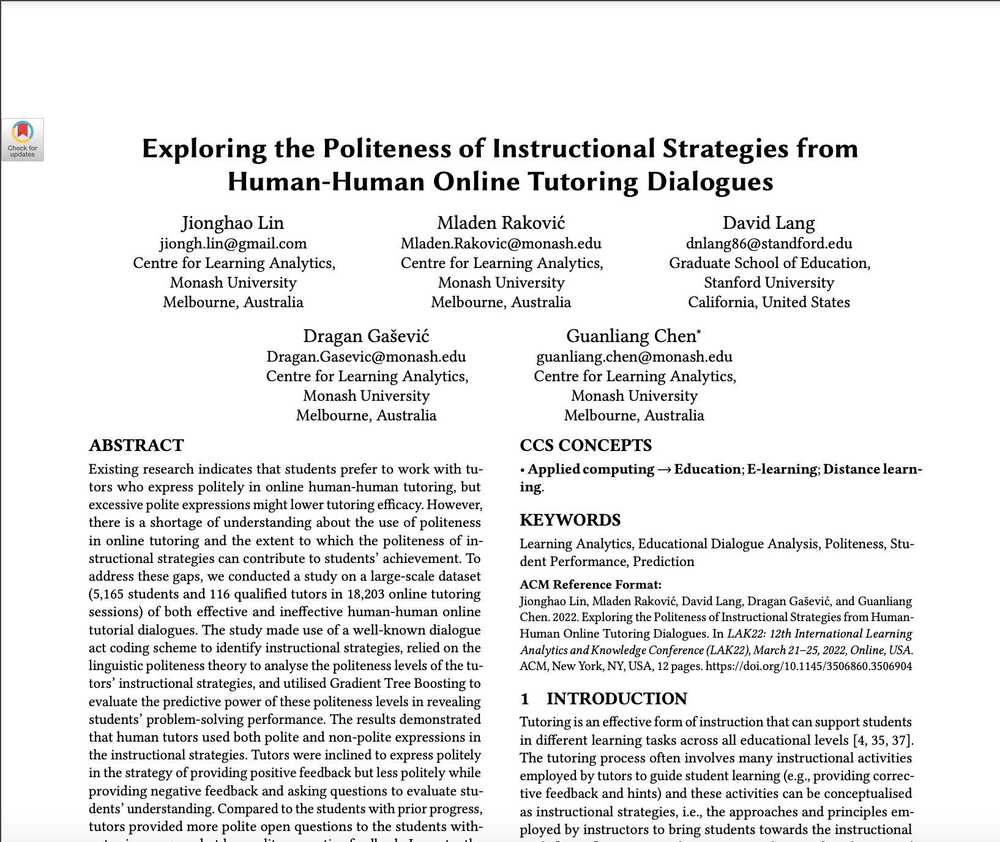 Check for
updates
Exploring the Politeness of Instructional Strategies from
Human-Human Online Tutoring Dialogues
Jionghao Lin
jiongh.lin@gmail.com
Centre for Learning Analytics,
Monash University
Melbourne, Australia
Mladen Raković
Mladen.Rakovic@monash.edu
Centre for Learning Analytics,
Monash University
Melbourne, Australia
David Lang
dnlang86@standford.edu
Graduate School of Education,
Stanford University
California, United States
Dragan Gašević
Dragan.Gasevic@monash.edu
Centre for Learning Analytics,
Monash University
Melbourne, Australia
Guanliang Chen*
guanliang.chen@monash.edu
Centre for Learning Analytics,
Monash University
Melbourne, Australia
ABSTRACT
Existing research indicates that students prefer to work with tu-
tors who express politely in online human-human tutoring, but
excessive polite expressions might lower tutoring efficacy. However,
there is a shortage of understanding about the use of politeness
in online tutoring and the extent to which the politeness of in-
structional strategies can contribute to students’ achievement. To
address these gaps, we conducted a study on a large-scale dataset
(5,165 students and 116 qualified tutors in 18,203 online tutoring
sessions) of both effective and ineffective human-human online
tutorial dialogues. The study made use of a well-known dialogue
act coding scheme to identify instructional strategies, relied on the
linguistic politeness theory to analyse the politeness levels of the tu-
tors’ instructional strategies, and utilised Gradient Tree Boosting to
evaluate the predictive power of these politeness levels in revealing
students’ problem-solving performance. The results demonstrated
that human tutors used both polite and non-polite expressions in
the instructional strategies. Tutors were inclined to express politely
in the strategy of providing positive feedback but less politely while
providing negative feedback and asking questions to evaluate stu-
dents’ understanding. Compared to the students with prior progress,
tutors provided more polite open questions to the students with-
CCS CONCEPTS
• Applied computing → Education; E-learning; Distance learn-
ing.
KEYWORDS
Learning Analytics, Educational Dialogue Analysis, Politeness, Stu-
dent Performance, Prediction
ACM Reference Format:
Jionghao Lin, Mladen Raković, David Lang, Dragan Gašević, and Guanliang
Chen. 2022. Exploring the Politeness of Instructional Strategies from Human-
Human Online Tutoring Dialogues. In LAK22: 12th International Learning
Analytics and Knowledge Conference (LAK22), March 21–25, 2022, Online, USA.
ACM, New York, NY, USA, 12 pages. https://doi.org/10.1145/3506860.3506904
1 INTRODUCTION
Tutoring is an effective form of instruction that can support students
in different learning tasks across all educational levels [4, 35, 37].
The tutoring process often involves many instructional activities
employed by tutors to guide student learning (e.g., providing correc-
tive feedback and hints) and these activities can be conceptualised
as instructional strategies, i.e., the approaches and principles em-
ployed by instructors to bring students towards the instructional